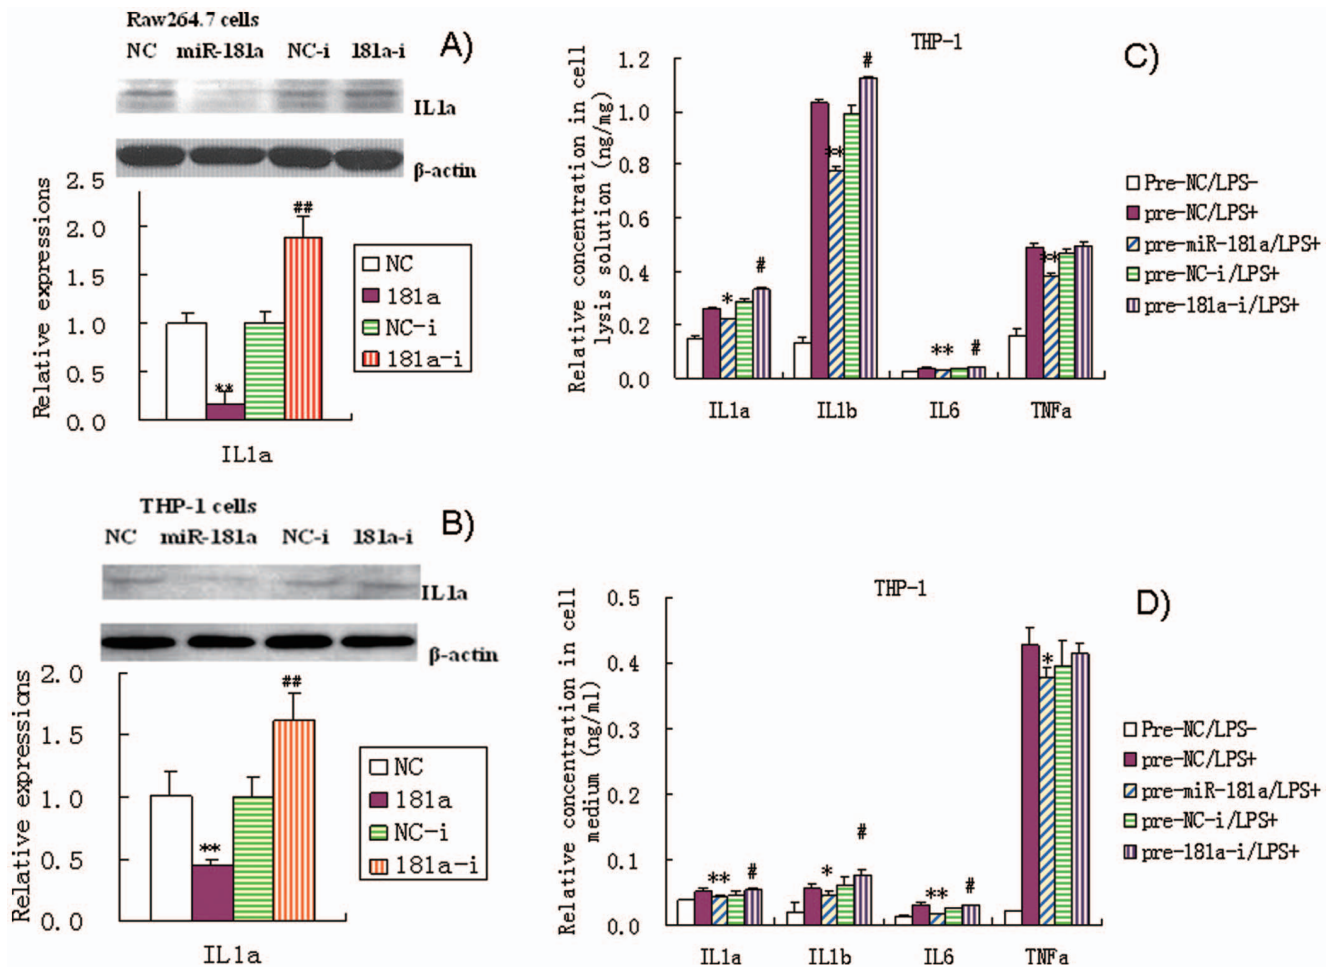 Raw264.7 cells
NC miR-181a NC-i 181a-i
A)
IL1a
β-actin
Relative expressions
2.5
2.0
1.5
1.0
0.5
0.0
**
##
IL1a
NC
181a
NC-i
181a-i
THP-1 cells
NC miR-181a NC-i 181a-i
B)
IL1a
β-actin
Relative expressions
2.0
1.5
1.0
0.5
0.0
**
##
IL1a
NC
181a
NC-i
181a-i
THP-1
C)
Relative concentration in cell
lysis solution (ng/mg)
1.2
1.0
0.8
0.6
0.4
0.2
0.0
* # ** # ** # **
IL1a IL1b IL6 TNFa
Pre-NC/LPS-
pre-NC/LPS+
pre-miR-181a/LPS+
pre-NC-i/LPS+
pre-181a-i/LPS+
THP-1
D)
Relative concentration in cell
medium (ng/ml)
0.5
0.4
0.3
0.2
0.1
0.0
** # * # ** # *
IL1a IL1b IL6 TNFa
Pre-NC/LPS-
pre-NC/LPS+
pre-miR-181a/LPS+
pre-NC-i/LPS+
pre-181a-i/LPS+